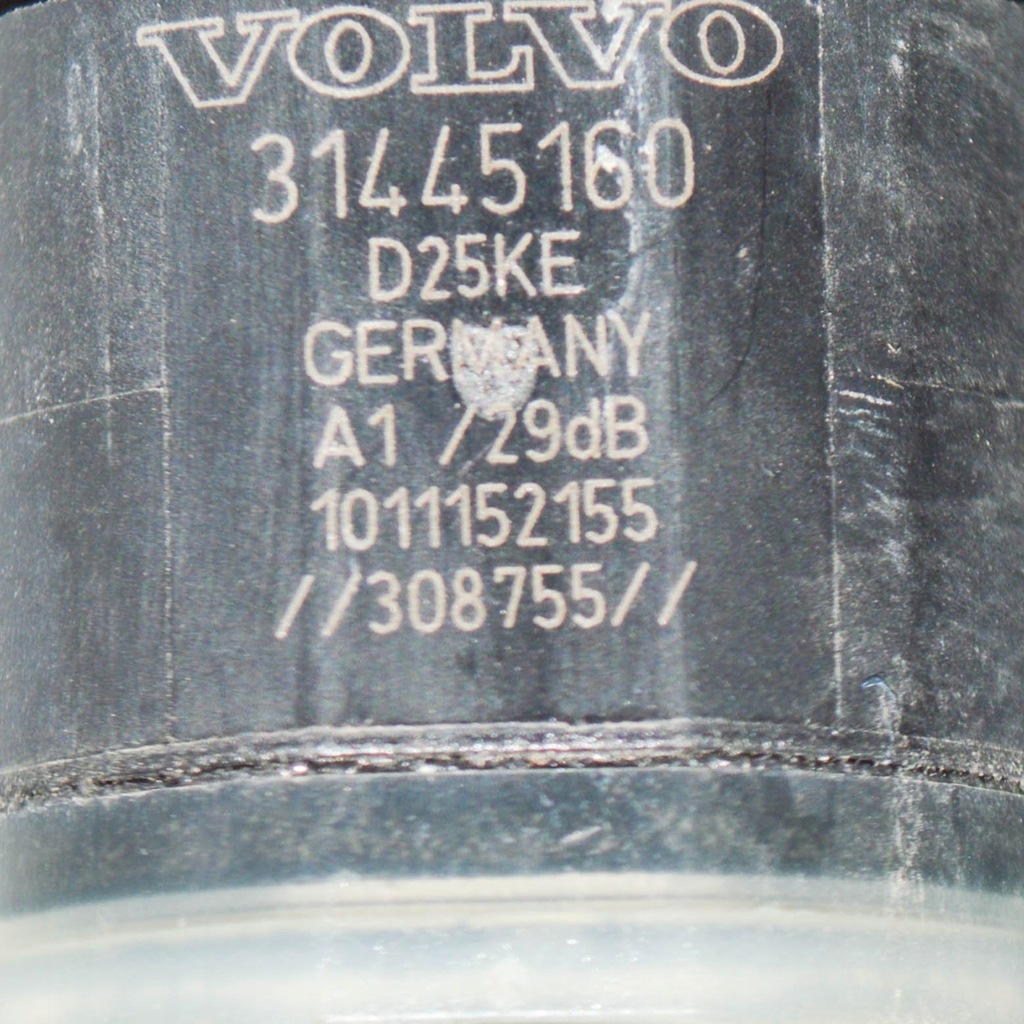 VOLVO
31445160
D25KE
GERMANY
A1 /29dB
1011152155
//308755//